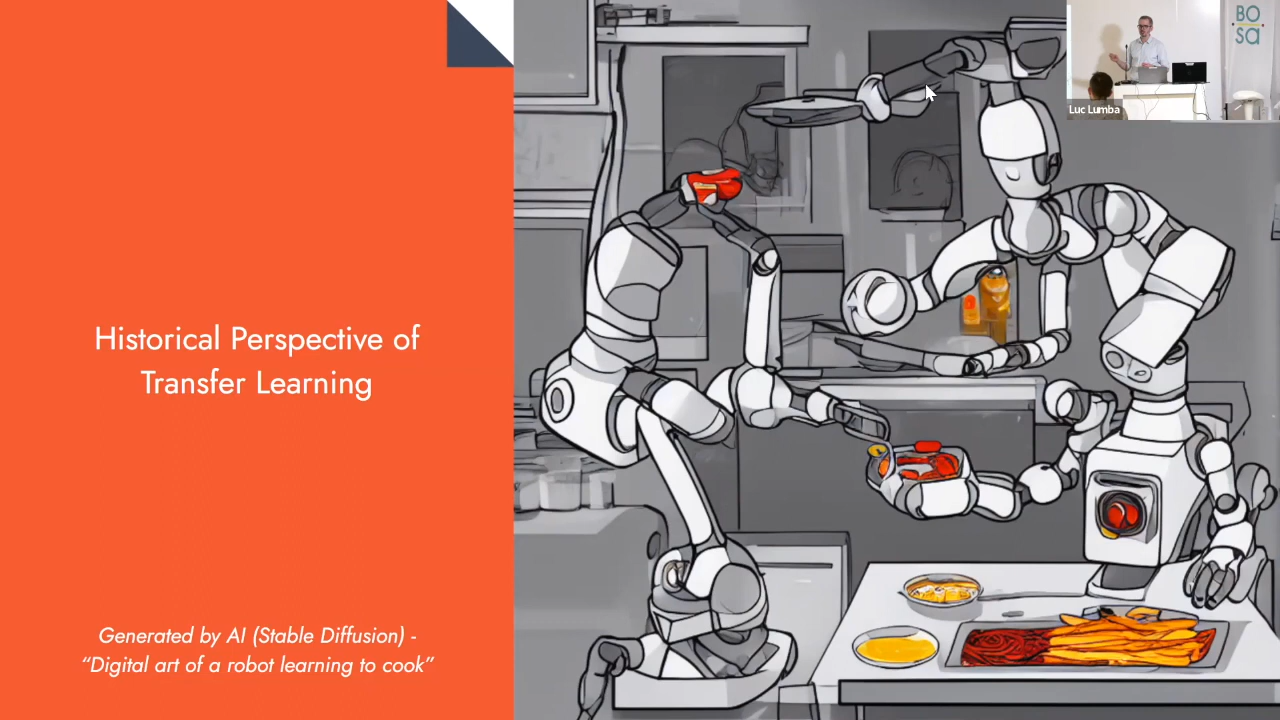 Historical Perspective of
Transfer Learning
Generated by AI (Stable Diffusion) -
“Digital art of a robot learning to cook”
BO
sa
Luc Lumba